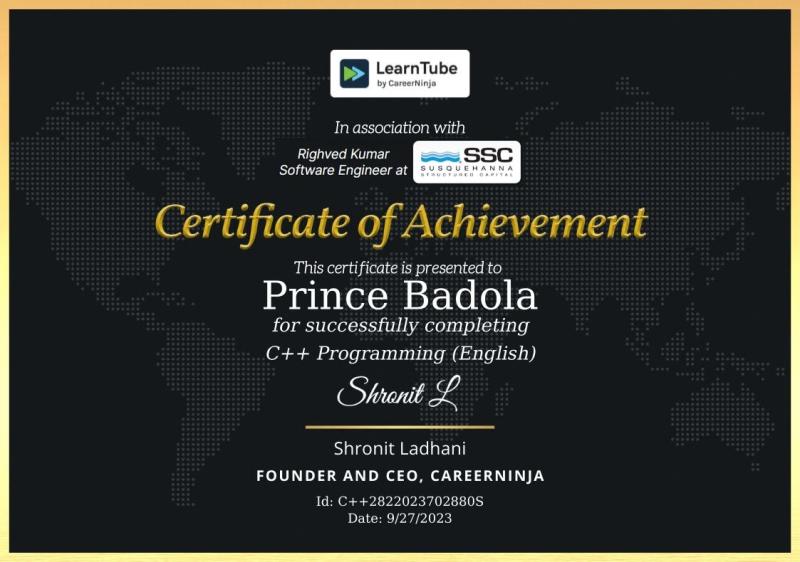 LearnTube
by CareerNinja
In association with
Righved Kumar
Software Engineer at
SSC
SUSQUEHANNA
STRUCTURED CAPITAL
Certificate of Achievement
This certificate is presented to
Prince Badola
for successfully completing
C++ Programming (English)
Shronit L
Shronit Ladhani
FOUNDER AND CEO, CAREERNINJA
Id: C++2822023702880S
Date: 9/27/2023